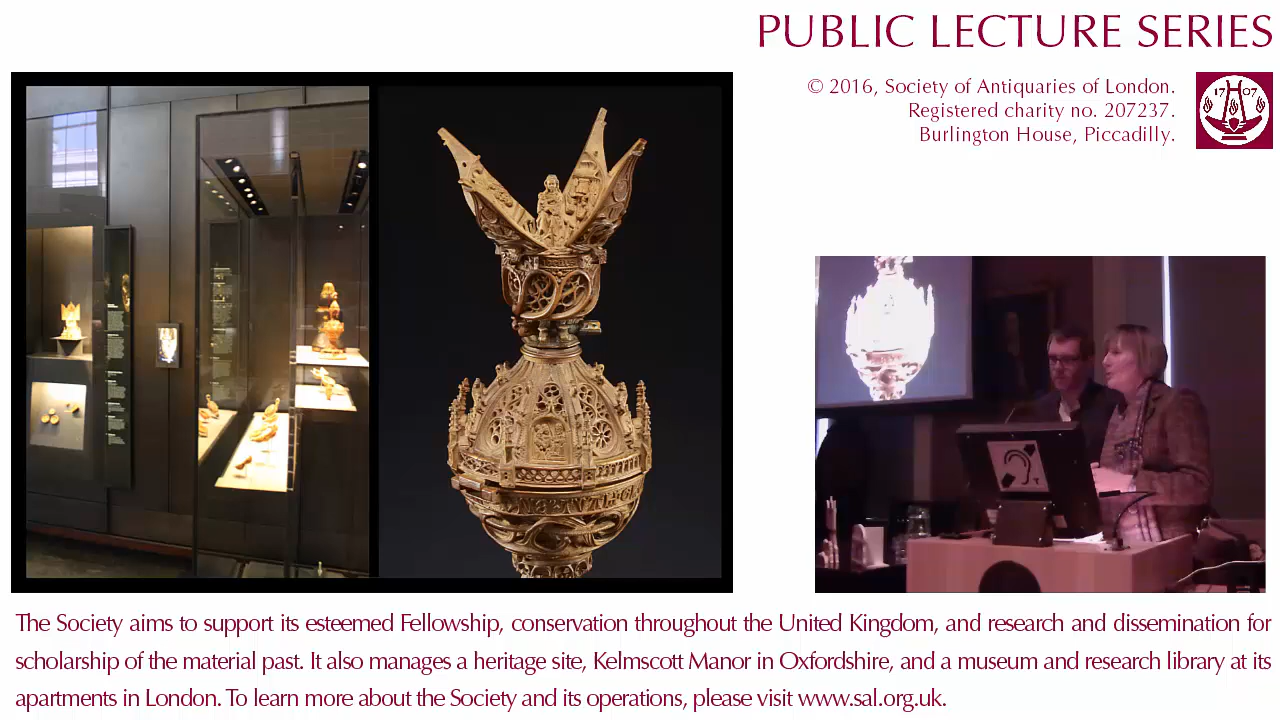 PUBLIC LECTURE SERIES
© 2016, Society of Antiquaries of London.
Registered charity no. 207237.
Burlington House, Piccadilly.
17 07
The Society aims to support its esteemed Fellowship, conservation throughout the United Kingdom, and research and dissemination for
scholarship of the material past. It also manages a heritage site, Kelmscott Manor in Oxfordshire, and a museum and research library at its
apartments in London. To learn more about the Society and its operations, please visit www.sal.org.uk.